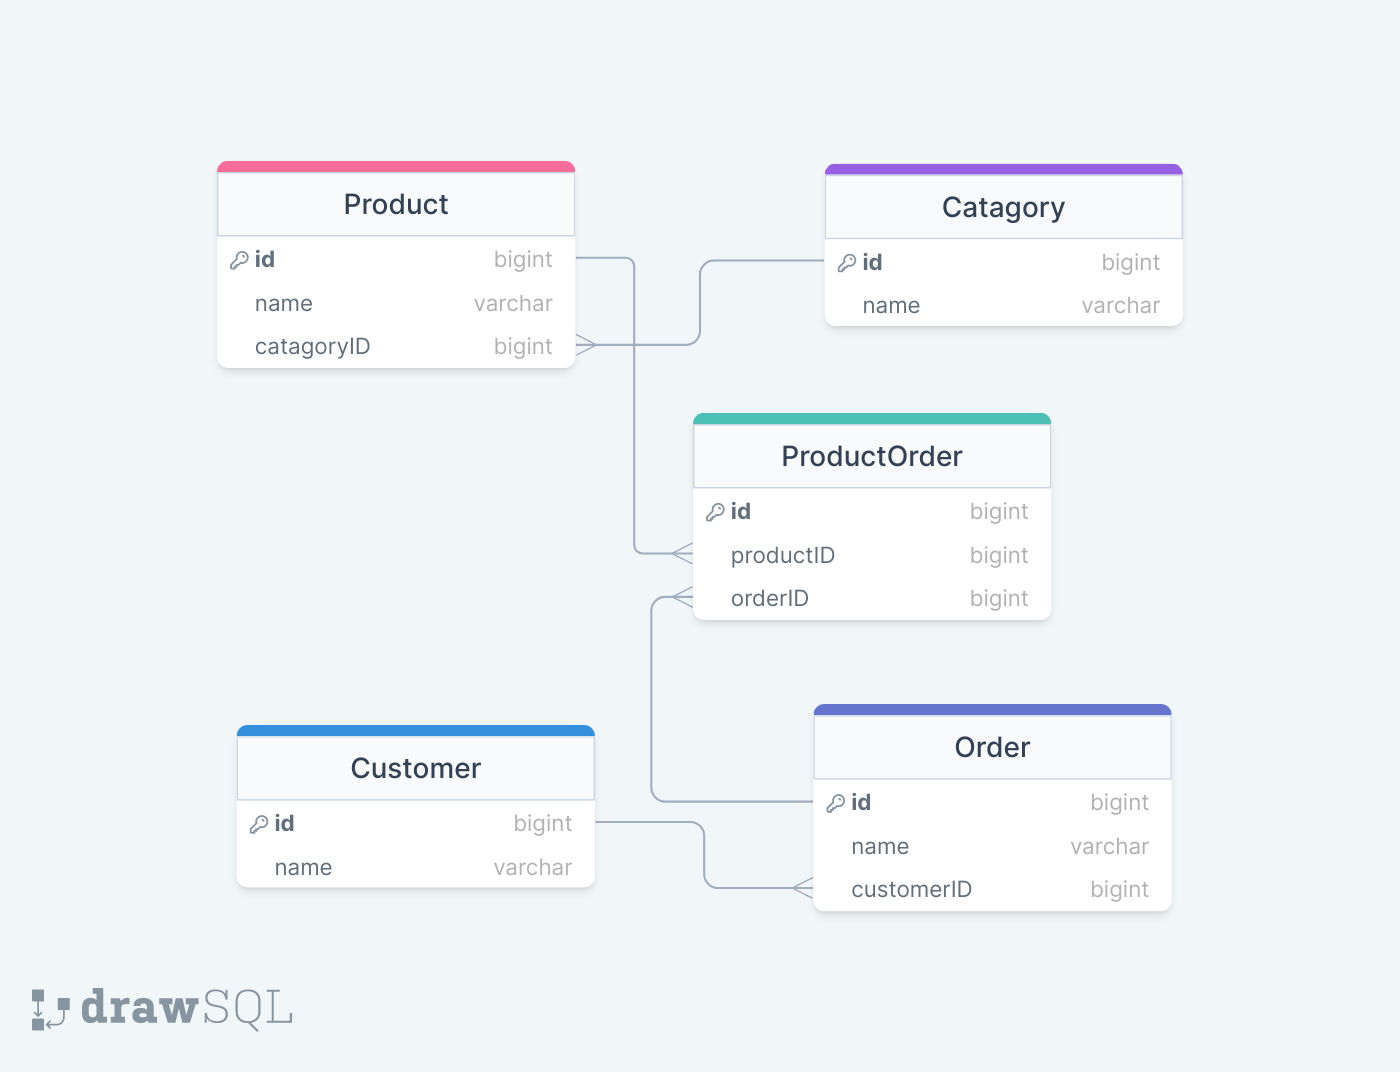 Product
id bigint
name varchar
catagoryID bigint
Catagory
id bigint
name varchar
ProductOrder
id bigint
productID bigint
orderID bigint
Customer
id bigint
name varchar
Order
id bigint
name varchar
customerID bigint
drawSQL